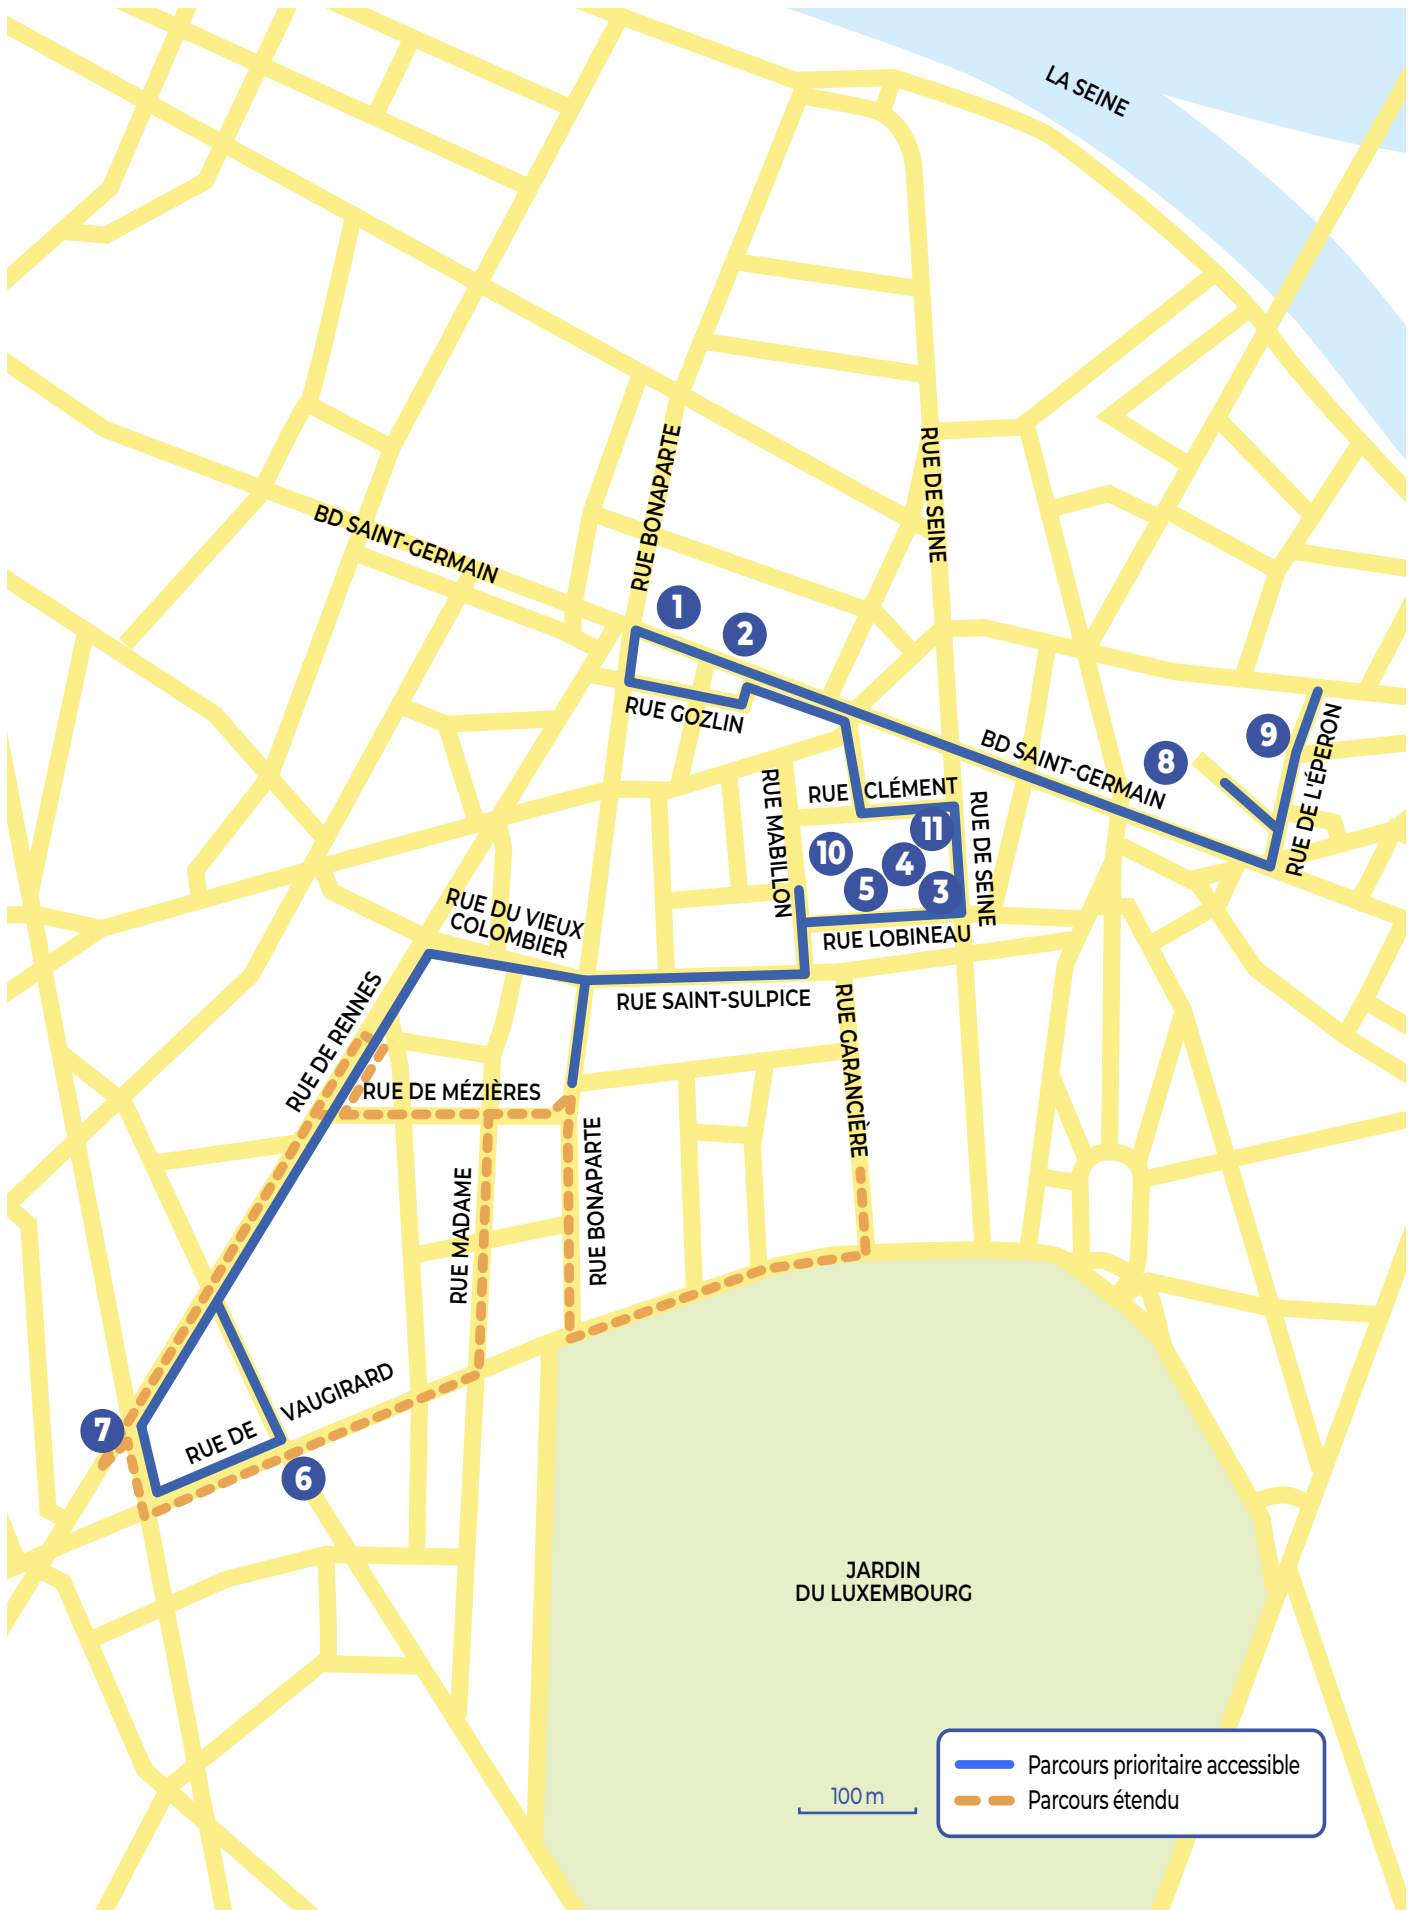 LA SEINE
RUE BONAPARTE
RUE DE SEINE
BD SAINT-GERMAIN
1
2
RUE GOZLIN
BD SAINT-GERMAIN
8
9
RUE DE L'ÉPERON
RUE MABILLON
RUE CLÉMENT
RUE DE SEINE
11
10
4
5
3
RUE LOBINEAU
RUE DU VIEUX
COLOMBIER
RUE SAINT-SULPICE
RUE GARANCIÈRE
RUE DE RENNES
RUE DE MÉZIÈRES
RUE MADAME
RUE BONAPARTE
RUE DE VAUGIRARD
7
6
JARDIN
DU LUXEMBOURG
100 m
Parcours prioritaire accessible
Parcours étendu